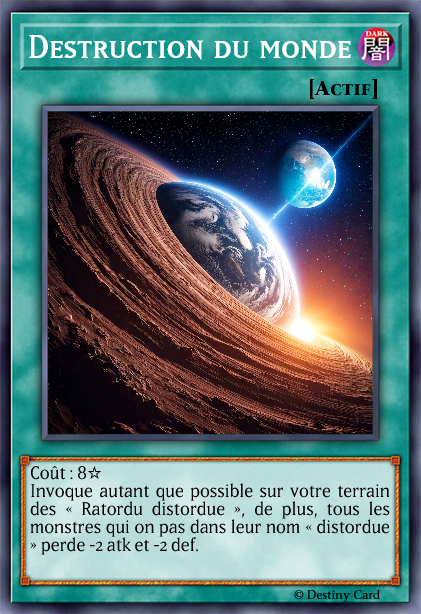 Destruction du monde
DARK
闇
[Actif]
Coût : 8☆
Invoque autant que possible sur votre terrain
des « Ratordu distordue », de plus, tous les
monstres qui on pas dans leur nom « distordue
» perde -2 atk et -2 def.
© Destiny Card